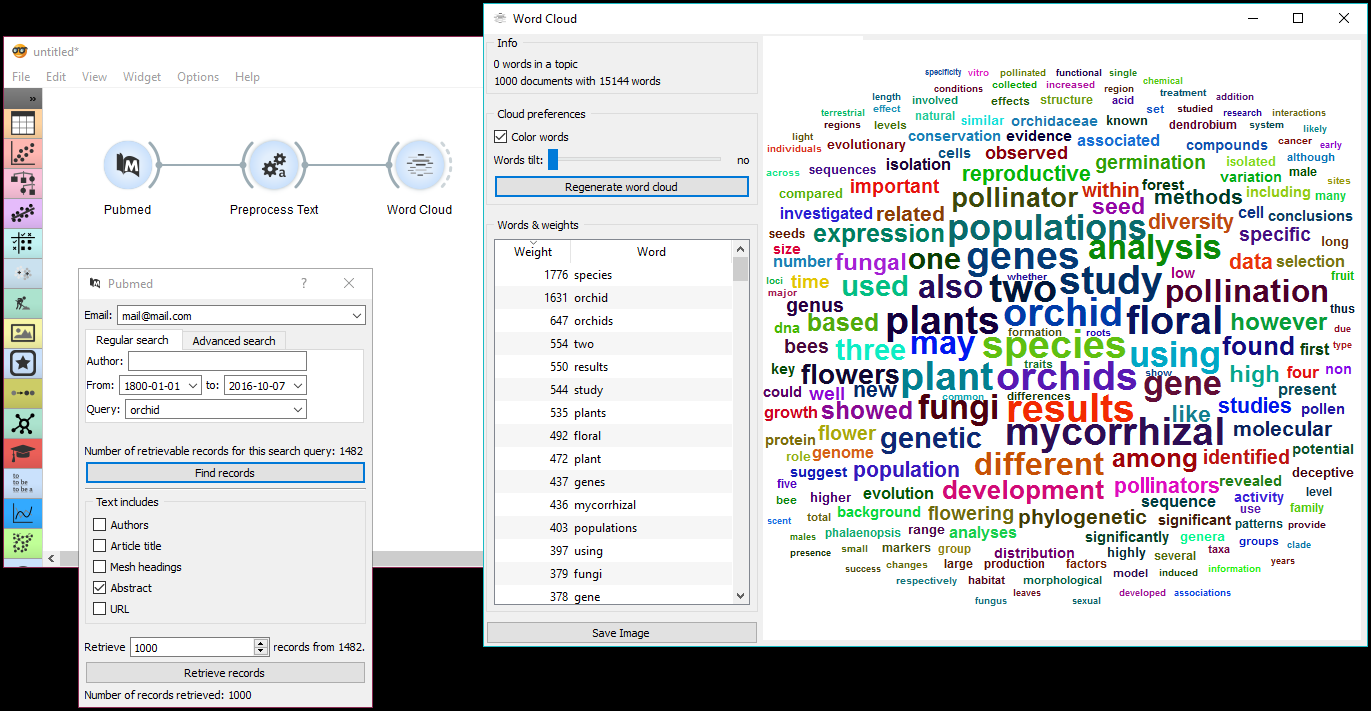 untitled*
File Edit View Widget Options Help
»
Pubmed
Preprocess Text
Word Cloud
to
be to
to be a
Pubmed ?
Email: mail@mail.com
Regular search Advanced search
Author:
From: 1800-01-01 to: 2016-10-07
Query: orchid
Number of retrievable records for this search query: 1482
Find records
Text includes
Authors
Article title
Mesh headings
Abstract
URL
Retrieve 1000 records from 1482.
Retrieve records
Number of records retrieved: 1000
Word Cloud
Info
0 words in a topic
1000 documents with 15144 words
Cloud preferences
Color words
Words tilt: no
Regenerate word cloud
Words & weights
Weight Word
1776 species
1631 orchid
647 orchids
554 two
550 results
544 study
535 plants
492 floral
472 plant
437 genes
436 mycorrhizal
403 populations
397 using
379 fungi
378 gene
Save Image
specificity vitro pollinated functional single
conditions collected increased region chemical
length involved effects structure acid treatment addition
terrestrial effect natural similar orchidaceae known set studied research interactions
regions levels conservation evidence associated dendrobium system likely
light individuals evolutionary cells observed compounds cancer early
across sequences isolation reproductive germination isolated although
compared important pollinator within forest variation male sites
investigated related seed methods including many
seeds expression populations diversity cell conclusions
size number fungal one genes analysis specific long
loci time used also two whether study low data selection fruit
major genus plants orchid floral pollination thus
dna based formation roots however due
bees three may species using found first type
key flowers plant traits orchids show gene high four non
could well new common differences present
growth showed fungi results like studies pollen
protein flower genetic mycorrhizal molecular
role genome different among identified potential
suggest population revealed deceptive
five development pollinators
bee higher evolution sequence activity level
scent total background flowering phylogenetic significant use family
males phalaenopsis range analyses significantly genera patterns provide
presence small markers group distribution highly several taxa groups clade
success changes large production factors model induced information years
respectively habitat morphological
fungus leaves sexual developed associations